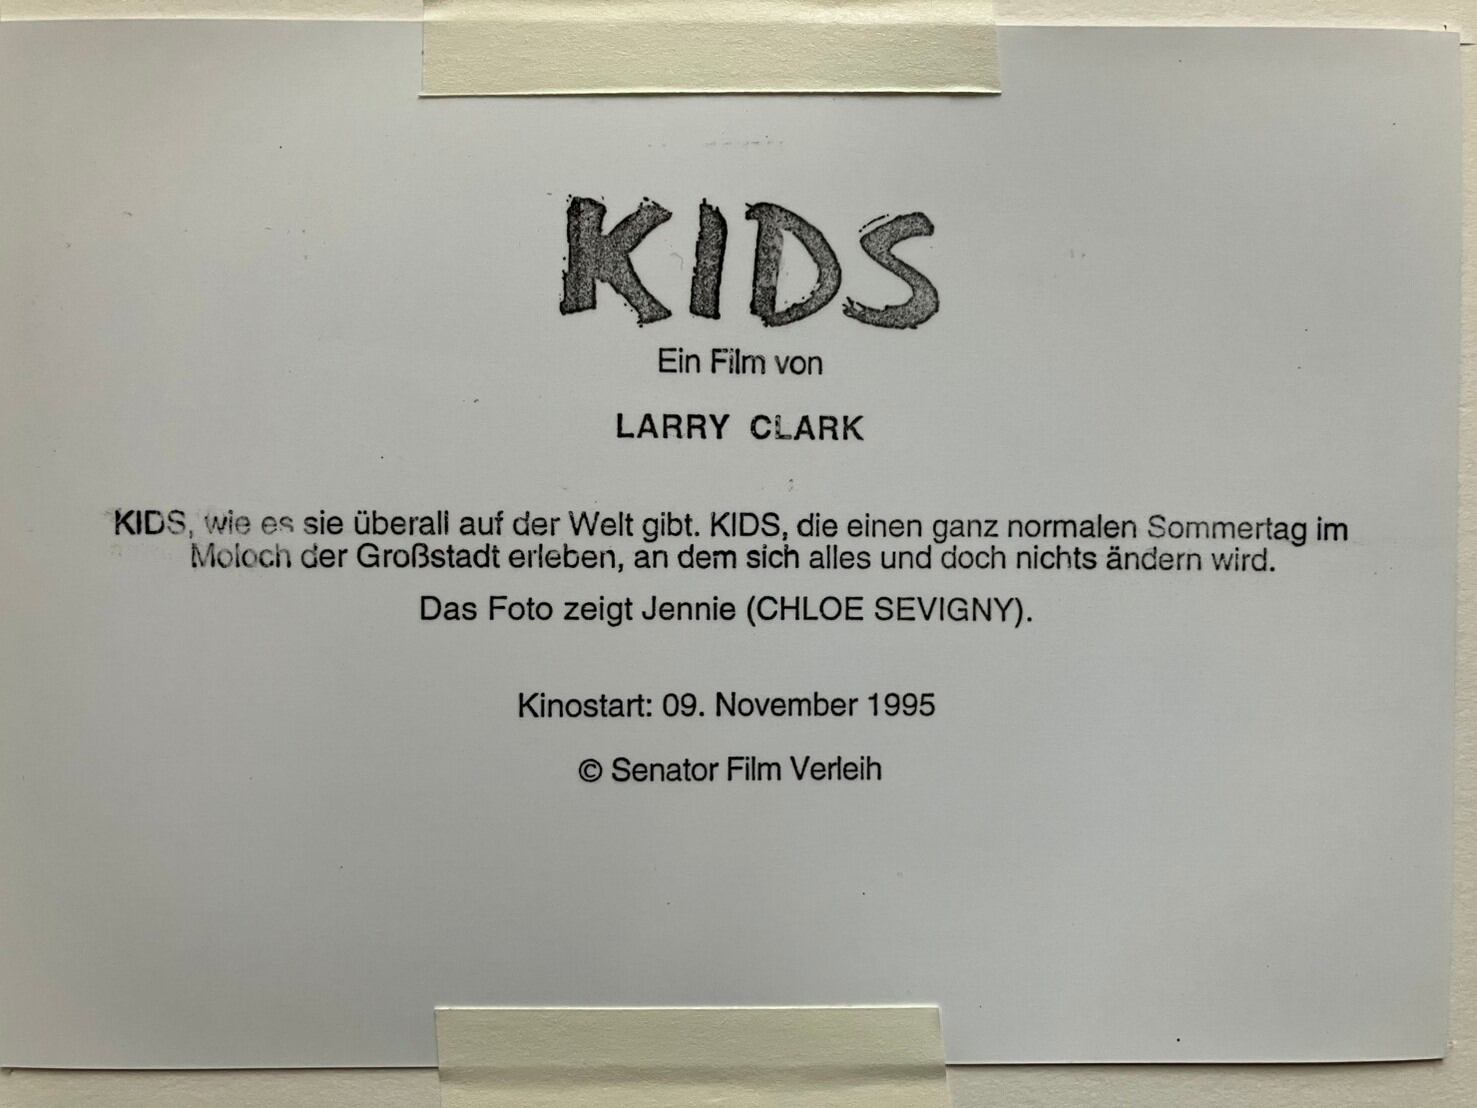 KIDS
Ein Film von
LARRY CLARK
KIDS, wie es sie überall auf der Welt gibt. KIDS, die einen ganz normalen Sommertag im
Moloch der Großstadt erleben, an dem sich alles und doch nichts ändern wird.
Das Foto zeigt Jennie (CHLOE SEVIGNY).
Kinostart: 09. November 1995
© Senator Film Verleih